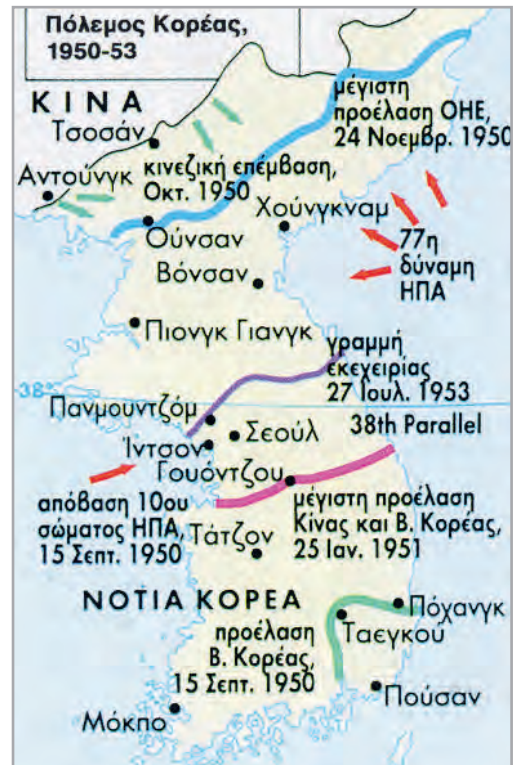 Πόλεμος Κορέας,
1950-53
ΚΙΝΑ
Τσοσάν
Αντούνγκ
μέγιστη
προέλαση ΟΗΕ,
24 Νοεμβρ. 1950
κινεζική επέμβαση,
Οκτ. 1950
Χούνγκναμ
Ούνσαν
77η
δύναμη
ΗΠΑ
Βόνσαν
Πιονγκ Γιανγκ
γραμμή
εκεχειρίας
27 Ιουλ. 1953
38°
Πανμουντζόμ
38th Parallel
Σεούλ
Ίντσον
Γουόντζου
απόβαση 10ου
σώματος ΗΠΑ,
15 Σεπτ. 1950
μέγιστη προέλαση
Κίνας και Β. Κορέας,
25 Ιαν. 1951
Τάτζον
ΝΟΤΙΑ ΚΟΡΕΑ
Πόχανγκ
Ταεγκού
προέλαση
Β. Κορέας,
15 Σεπτ. 1950
Πούσαν
Μόκπο